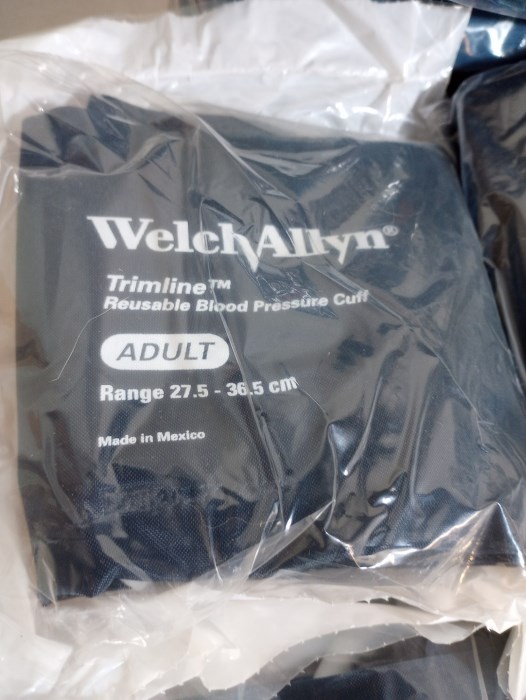 WelchAllyn®
Trimline™
Reusable Blood Pressure Cuff
ADULT
Range 27.5 - 36.5 cm
Made in Mexico